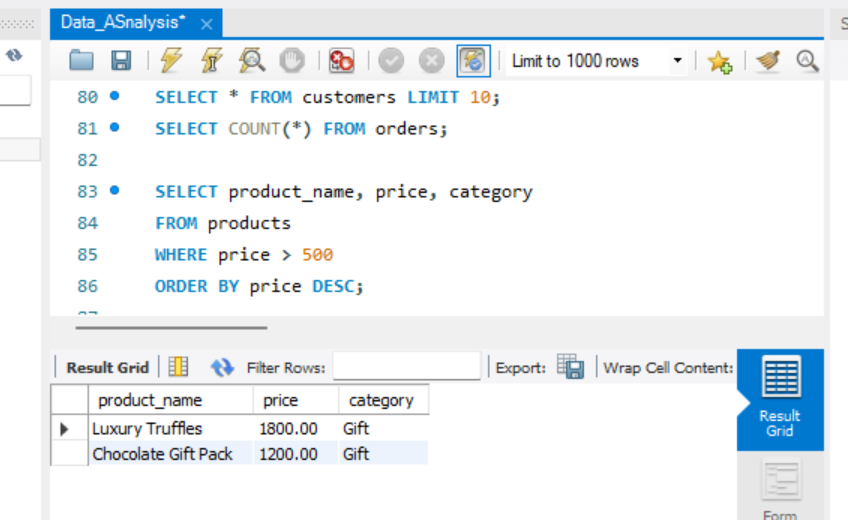 Data_ASnalysis*
Limit to 1000 rows
80 SELECT * FROM customers LIMIT 10;
81 SELECT COUNT(*) FROM orders;
82
83 SELECT product_name, price, category
84 FROM products
85 WHERE price > 500
86 ORDER BY price DESC;
Result Grid Filter Rows: Export: Wrap Cell Content:
product_name price category
Luxury Truffles 1800.00 Gift
Chocolate Gift Pack 1200.00 Gift
Result
Grid
Form